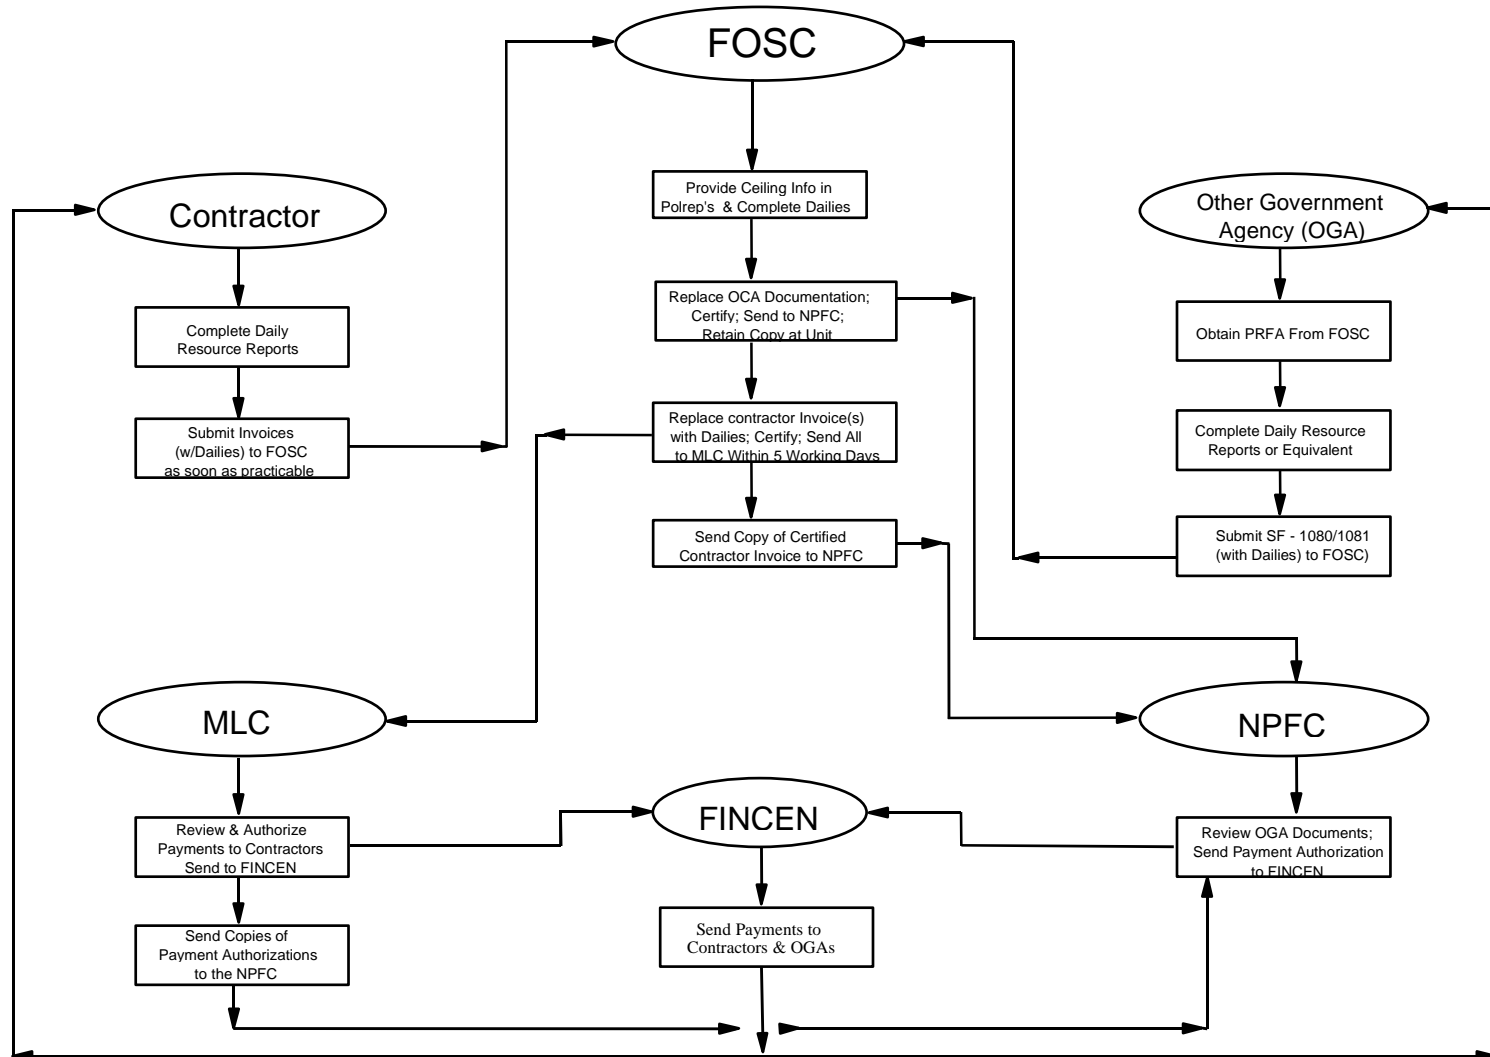 FOSC
Provide Ceiling Info in
Polrep's & Complete Dailies
Replace OCA Documentation;
Certify; Send to NPFC;
Retain Copy at Unit
Replace contractor Invoice(s)
with Dailies; Certify; Send All
to MLC Within 5 Working Days
Send Copy of Certified
Contractor Invoice to NPFC
Contractor
Complete Daily
Resource Reports
Submit Invoices
(w/Dailies) to FOSC
as soon as practicable
Other Government
Agency (OGA)
Obtain PRFA From FOSC
Complete Daily Resource
Reports or Equivalent
Submit SF - 1080/1081
(with Dailies) to FOSC)
MLC
Review & Authorize
Payments to Contractors
Send to FINCEN
Send Copies of
Payment Authorizations
to the NPFC
FINCEN
Send Payments to
Contractors & OGAs
NPFC
Review OGA Documents;
Send Payment Authorization
to FINCEN